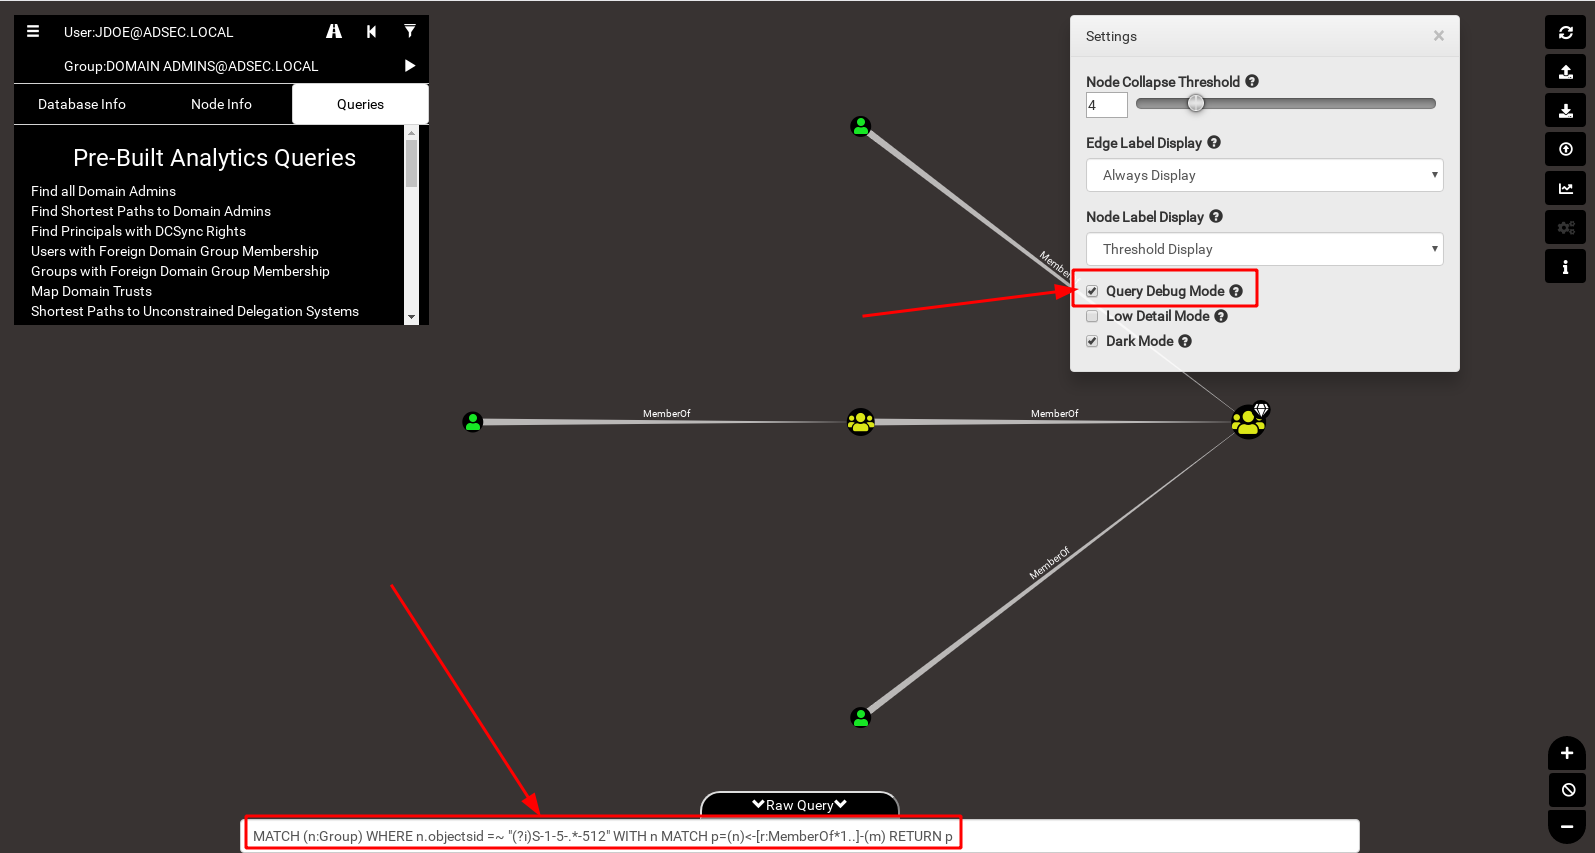 User:JDOE@ADSEC.LOCAL
Group:DOMAIN ADMINS@ADSEC.LOCAL
Database Info
Node Info
Queries
Pre-Built Analytics Queries
Find all Domain Admins
Find Shortest Paths to Domain Admins
Find Principals with DCSync Rights
Users with Foreign Domain Group Membership
Groups with Foreign Domain Group Membership
Map Domain Trusts
Shortest Paths to Unconstrained Delegation Systems
Settings
Node Collapse Threshold
4
Edge Label Display
Always Display
Node Label Display
Threshold Display
Query Debug Mode
Low Detail Mode
Dark Mode
MemberOf
MemberOf
MemberOf
Raw Query
MATCH (n:Group) WHERE n.objectsid =~ "(?i)S-1-5-.*-512" WITH n MATCH p=(n)<-[r:MemberOf*1..]-(m) RETURN p